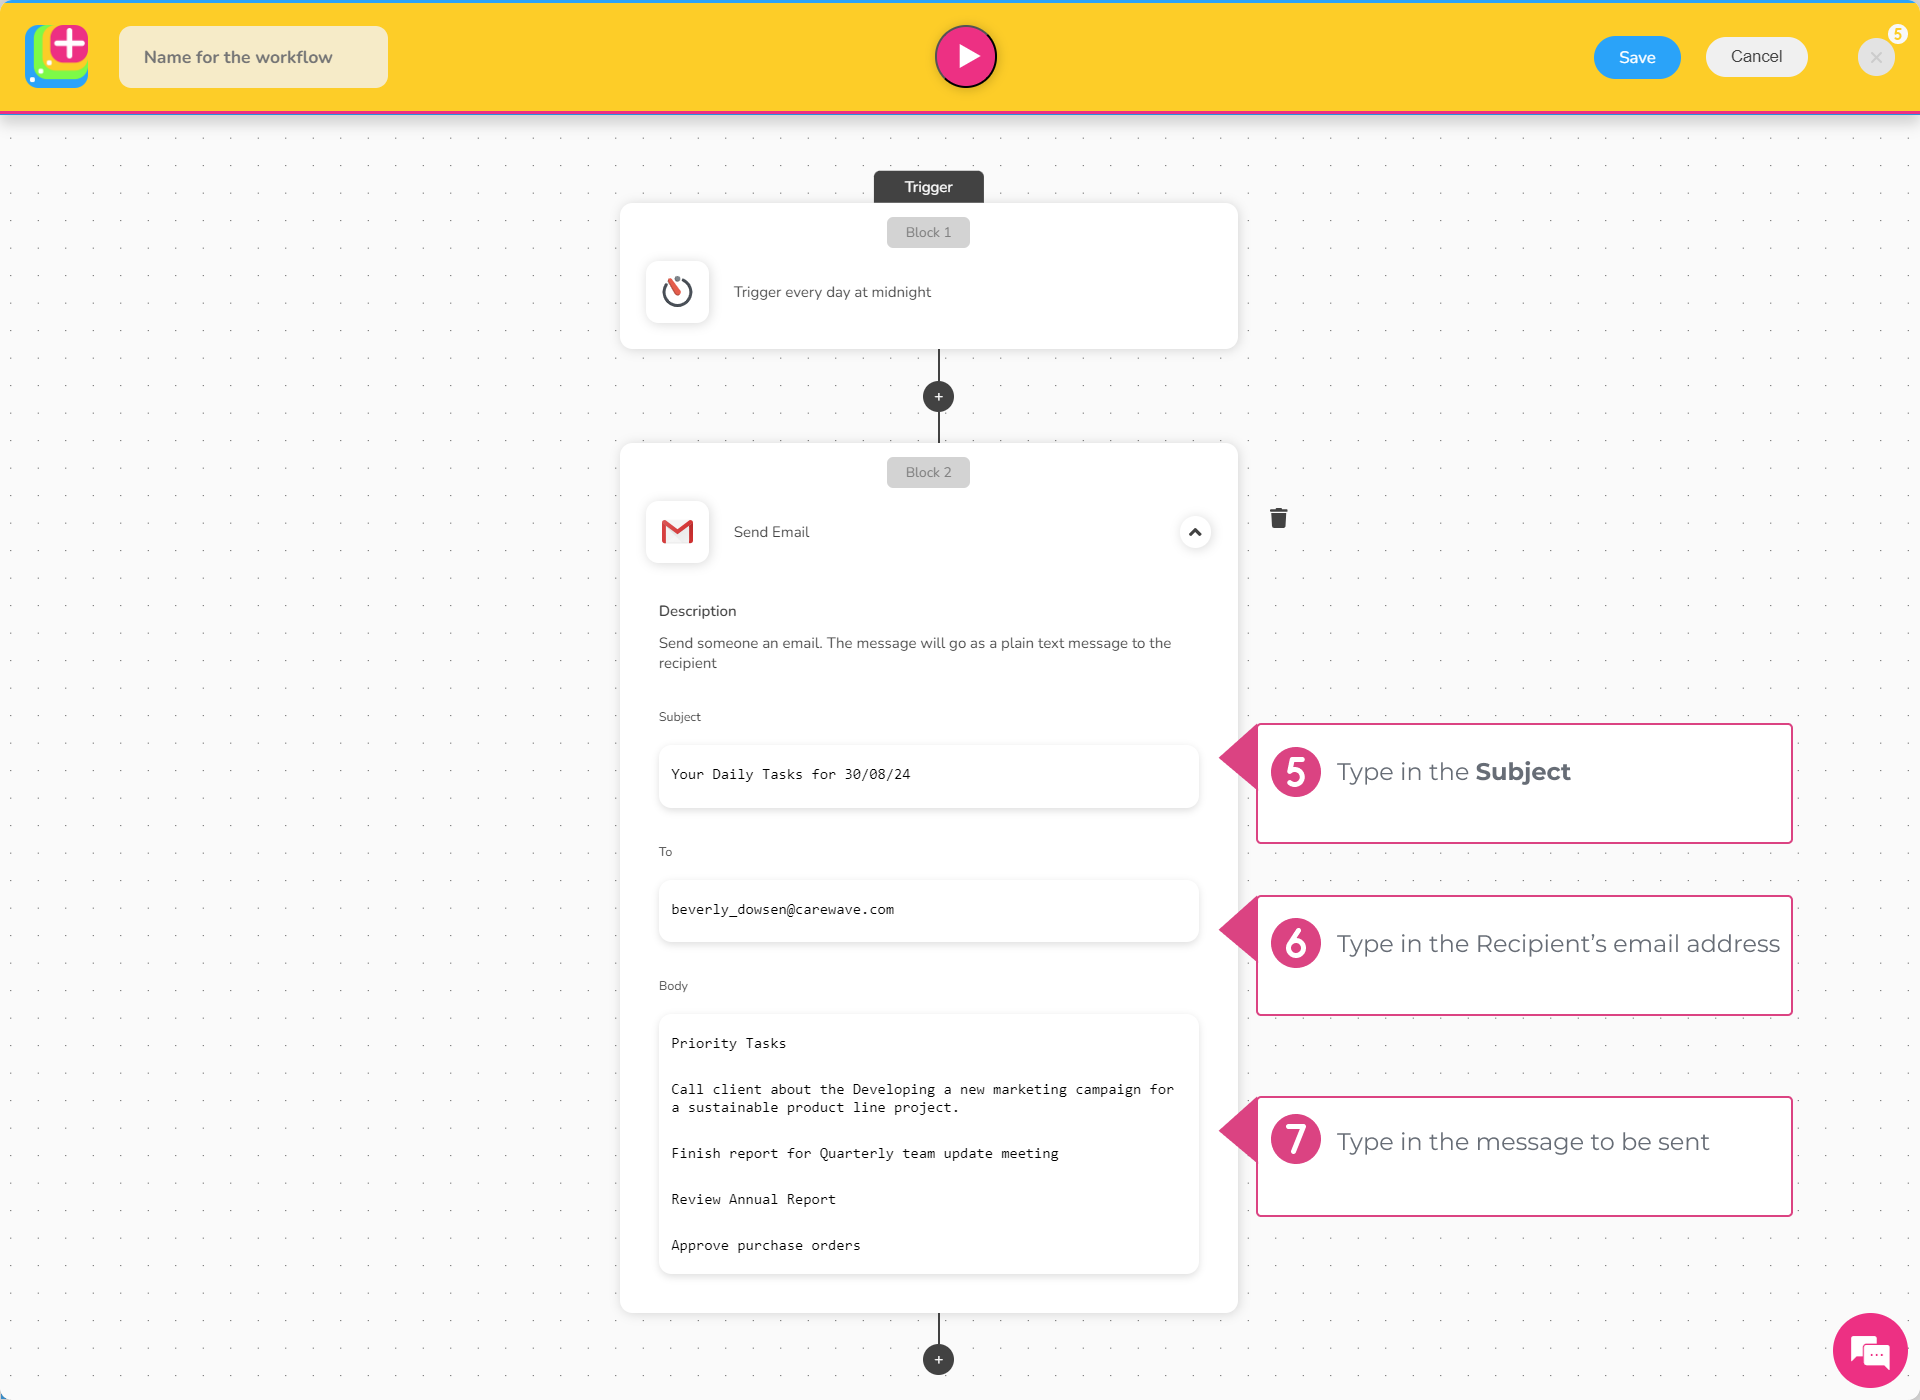 Name for the workflow
Save
Cancel
5
Trigger
Block 1
Trigger every day at midnight
+
Block 2
Send Email
Description
Send someone an email. The message will go as a plain text message to the
recipient
Subject
Your Daily Tasks for 30/08/24
5 Type in the Subject
To
beverly_dowsen@carewave.com
6 Type in the Recipient’s email address
Body
Priority Tasks
Call client about the Developing a new marketing campaign for
a sustainable product line project.
Finish report for Quarterly team update meeting
Review Annual Report
Approve purchase orders
7 Type in the message to be sent
+